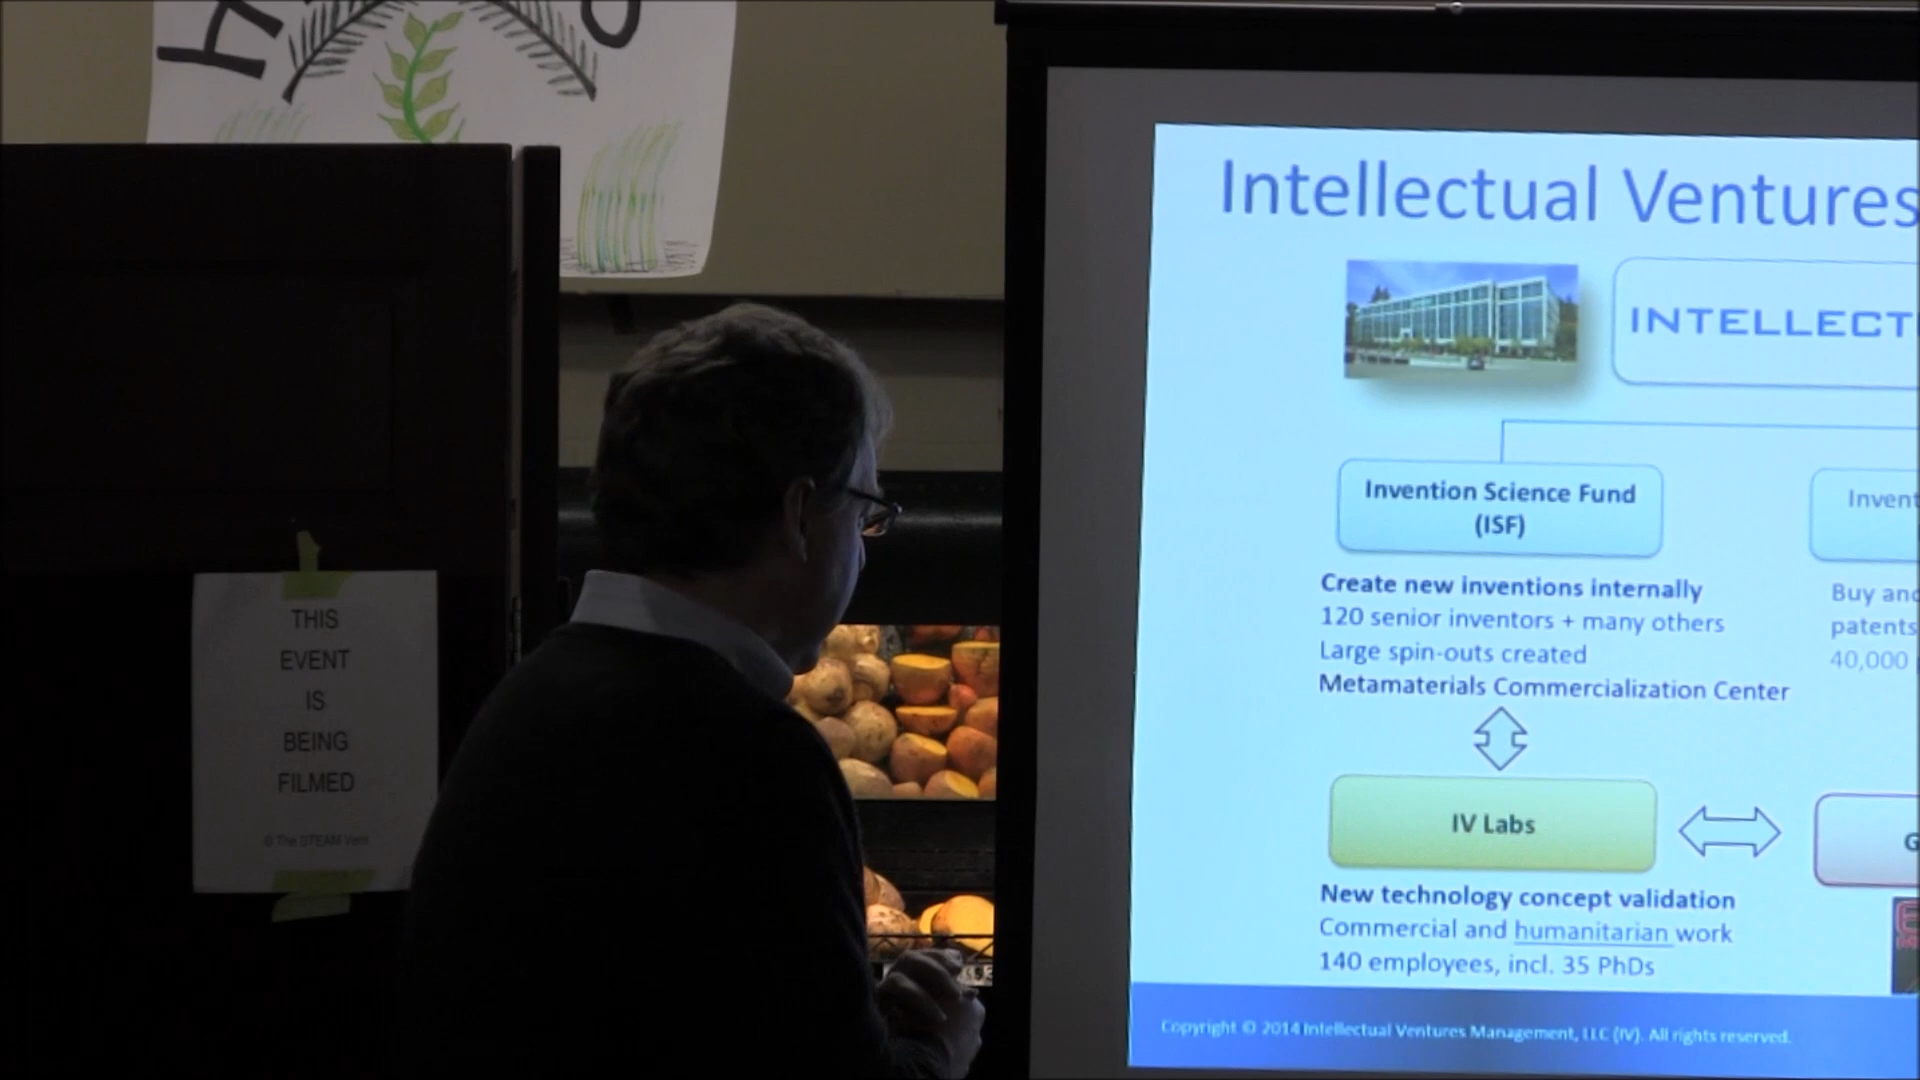 THIS
EVENT
IS
BEING
FILMED
© The STEAM Vent
Intellectual Ventures
INTELLECT
Invention Science Fund
(ISF)
Create new inventions internally
120 senior inventors + many others
Large spin-outs created
Metamaterials Commercialization Center
Invent
Buy and
patents
40,000
IV Labs
G
New technology concept validation
Commercial and humanitarian work
140 employees, incl. 35 PhDs
Copyright © 2014 Intellectual Ventures Management, LLC (IV). All rights reserved.